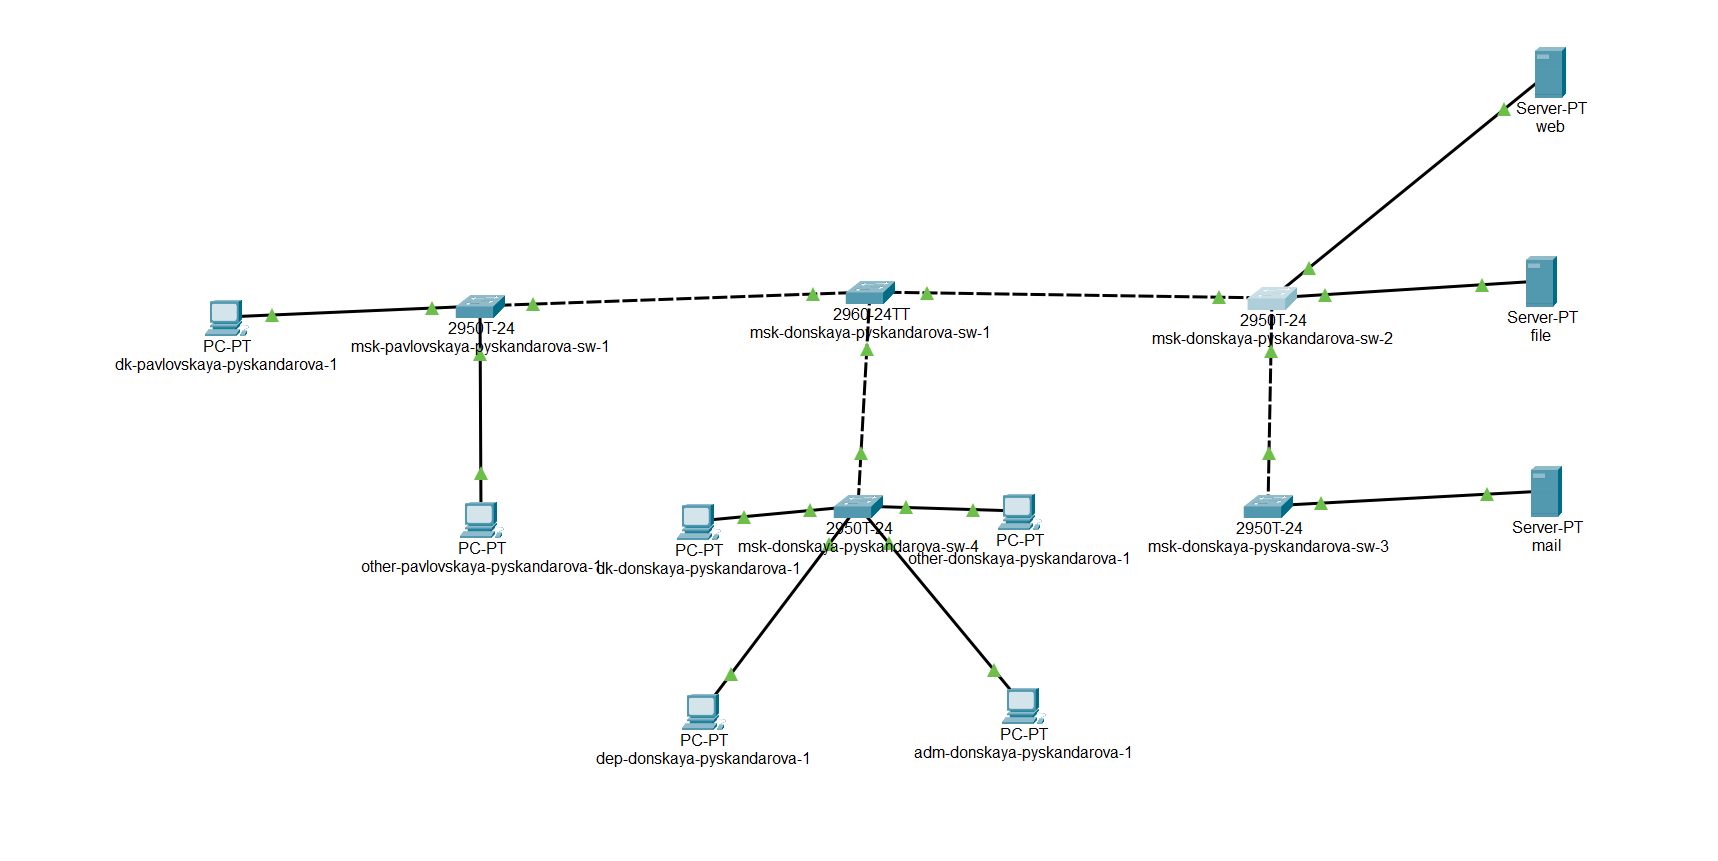 Server-PT
web
Server-PT
file
PC-PT
dk-pavlovskaya-pyskandarova-1
2950T-24
msk-pavlovskaya-pyskandarova-sw-1
2960-24TT
msk-donskaya-pyskandarova-sw-1
2950T-24
msk-donskaya-pyskandarova-sw-2
PC-PT
other-pavlovskaya-pyskandarova-1
PC-PT
dk-donskaya-pyskandarova-1
2950T-24
msk-donskaya-pyskandarova-sw-4
PC-PT
other-donskaya-pyskandarova-1
2950T-24
msk-donskaya-pyskandarova-sw-3
Server-PT
mail
PC-PT
dep-donskaya-pyskandarova-1
PC-PT
adm-donskaya-pyskandarova-1